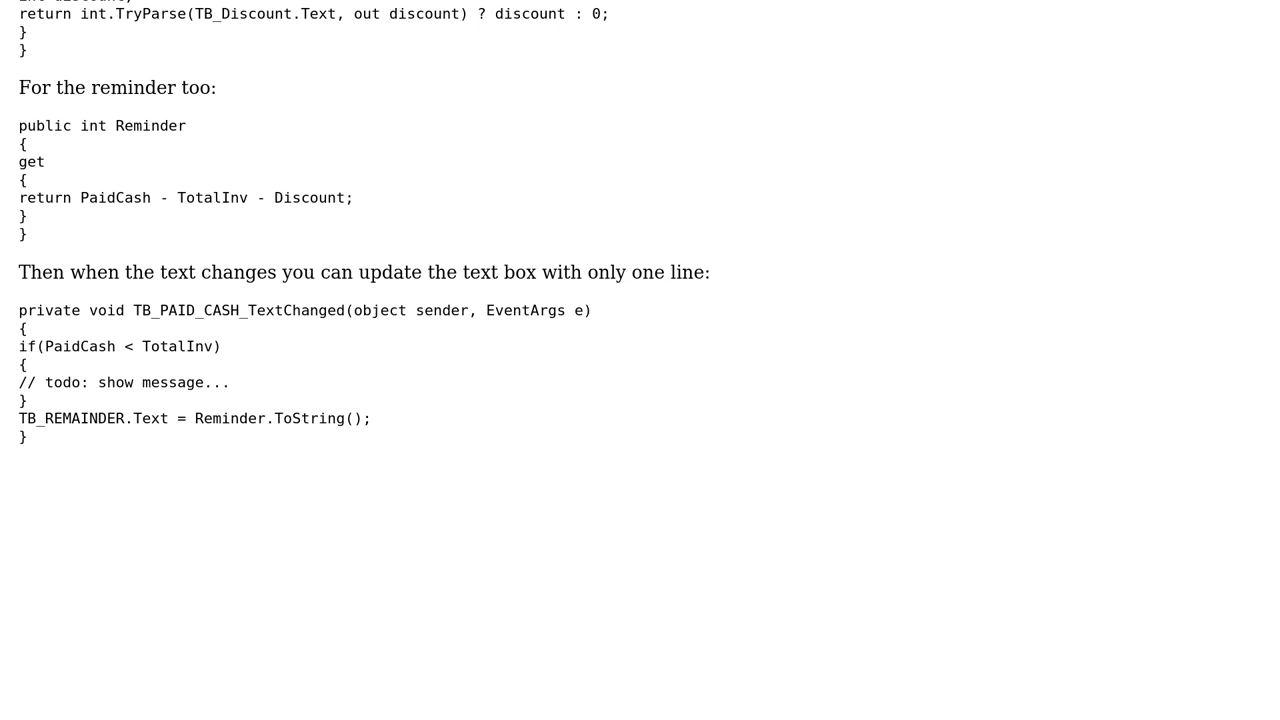 return int.TryParse(TB_Discount.Text, out discount) ? discount : 0;
}
}
For the reminder too:
public int Reminder
{
get
{
return PaidCash - TotalInv - Discount;
}
}
Then when the text changes you can update the text box with only one line:
private void TB_PAID_CASH_TextChanged(object sender, EventArgs e)
{
if(PaidCash < TotalInv)
{
// todo: show message...
}
TB_REMAINDER.Text = Reminder.ToString();
}